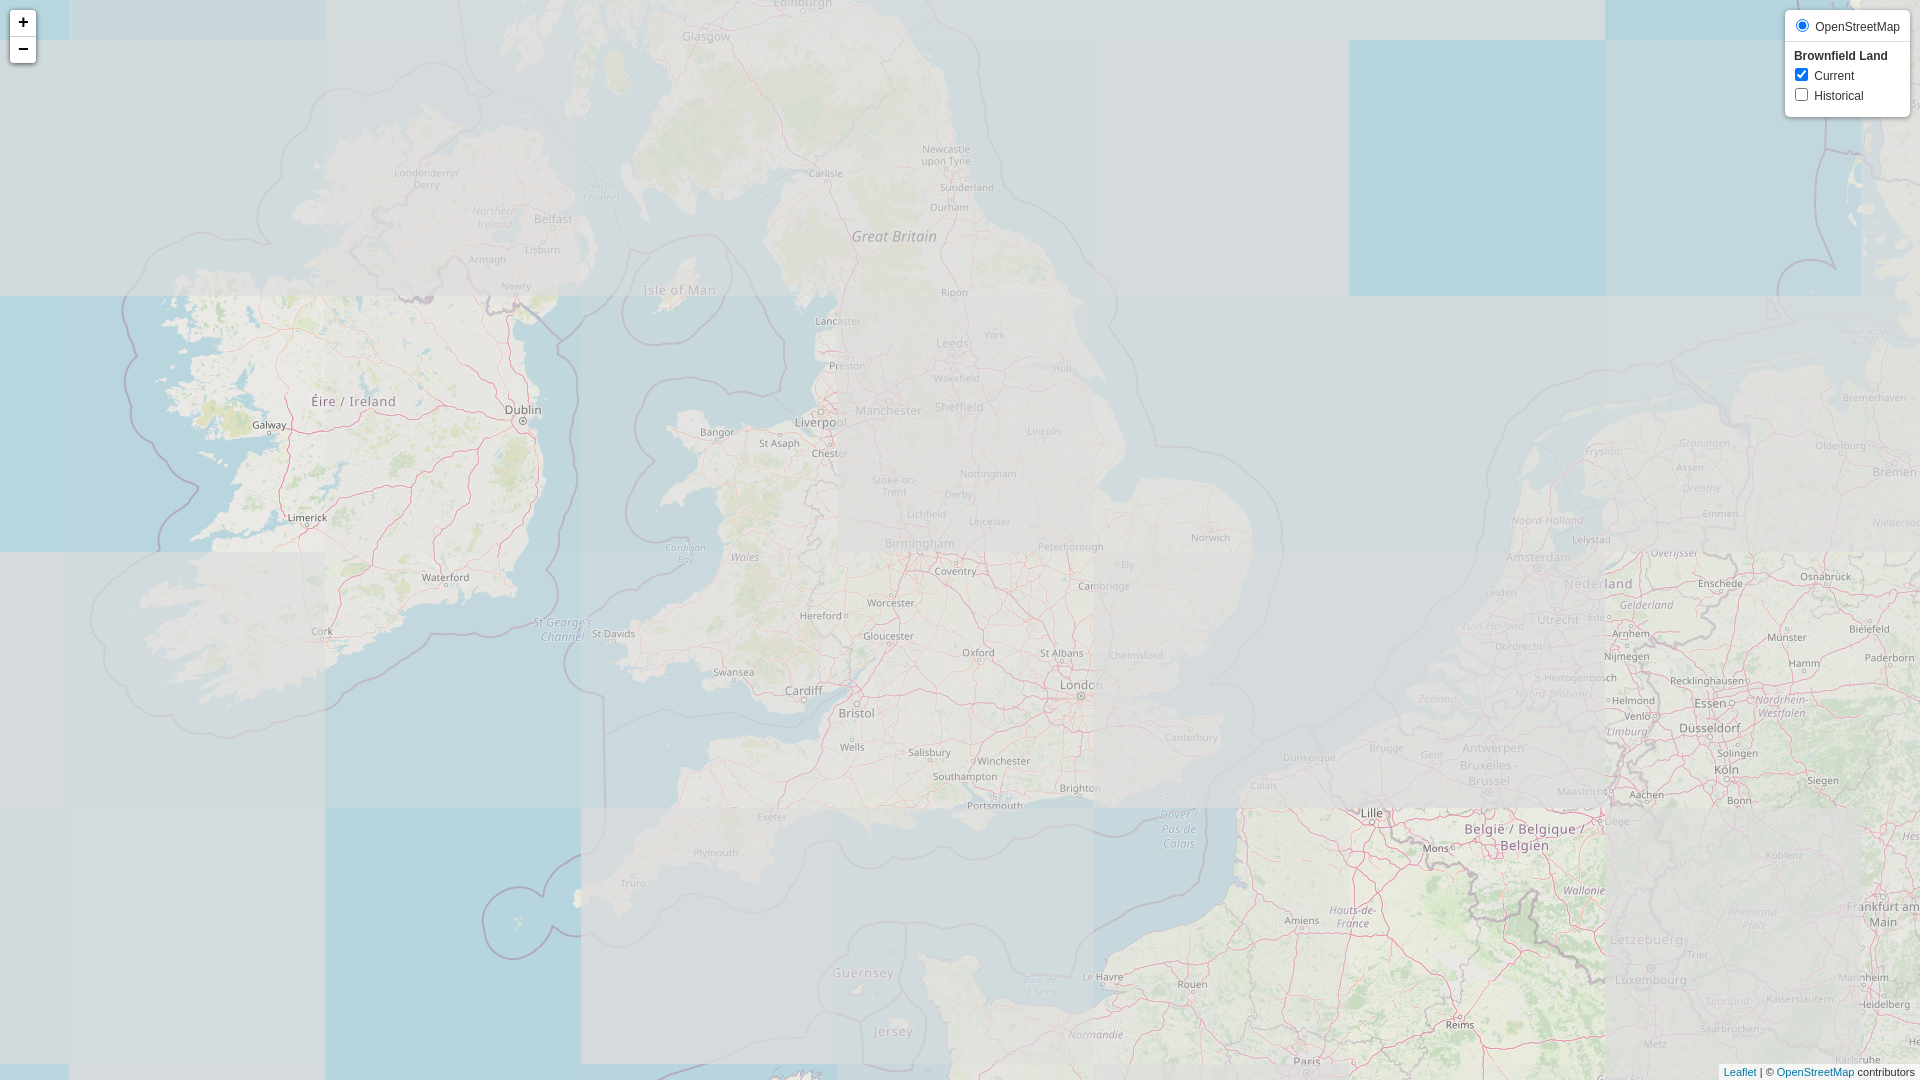 +
−
OpenStreetMap
Brownfield Land
Current
Historical
Edinburgh
Glasgow
Newcastle
upon Tyne
Londonderry/
Derry
Carlisle
Sunderland
North
Channel
Durham
Northern
Ireland
Belfast
Great Britain
Lisburn
Armagh
Newry
Isle of Man
Ripon
Lancaster
York
Leeds
Preston
Hull
Wakefield
Éire / Ireland
Dublin
Manchester
Sheffield
Galway
Liverpool
Bangor
St Asaph
Lincoln
Chester
Nottingham
Stoke-on-
Trent
Derby
Limerick
Lichfield
Leicester
Norwich
Birmingham
Peterborough
Cardigan
Bay
Wales
Coventry
Ely
Cambridge
Waterford
Worcester
Hereford
St George's
Channel
St Davids
Cork
Gloucester
Oxford
St Albans
Chelmsford
Swansea
Cardiff
London
Bristol
Wells
Salisbury
Canterbury
Winchester
Southampton
Brighton
Portsmouth
Exeter
Plymouth
Truro
Dover /
Pas de
Calais
Guernsey
Jersey
Baie de
la Seine
Le Havre
Rouen
Normandie
Paris
Amiens
Hauts-de-
France
Reims
Dunkerque
Calais
Lille
Brugge
Gent
Antwerpen
Bruxelles -
Brussel
Maastricht
België / Belgique /
Belgien
Mons
Liège
Wallonie
Helgoländer
Bremerhaven
Groningen
Oldenburg
Fryslân
Assen
Bremen
Drenthe
Emmen
Noord-Holland
Lelystad
Overijssel
Amsterdam
Nederland
Enschede
Osnabrück
Leiden
Gelderland
Utrecht
Ede
Zuid-Holland
Arnhem
Münster
Bielefeld
Dordrecht
Nijmegen
Hamm
Paderborn
's-Hertogenbosch
Recklinghausen
Noord-Brabant
Zeeland
Helmond
Essen
Nordrhein-
Westfalen
Venlo
Limburg
Düsseldorf
Solingen
Köln
Siegen
Aachen
Bonn
Koblenz
Rheinland-
Pfalz
Frankfurt am
Main
Letzebuerg
Trier
Luxembourg
Mannheim
Saarland
Kaiserslautern
Heidelberg
Saarbrücken
Metz
Karlsruhe
Grand Est
Leaflet | © OpenStreetMap contributors